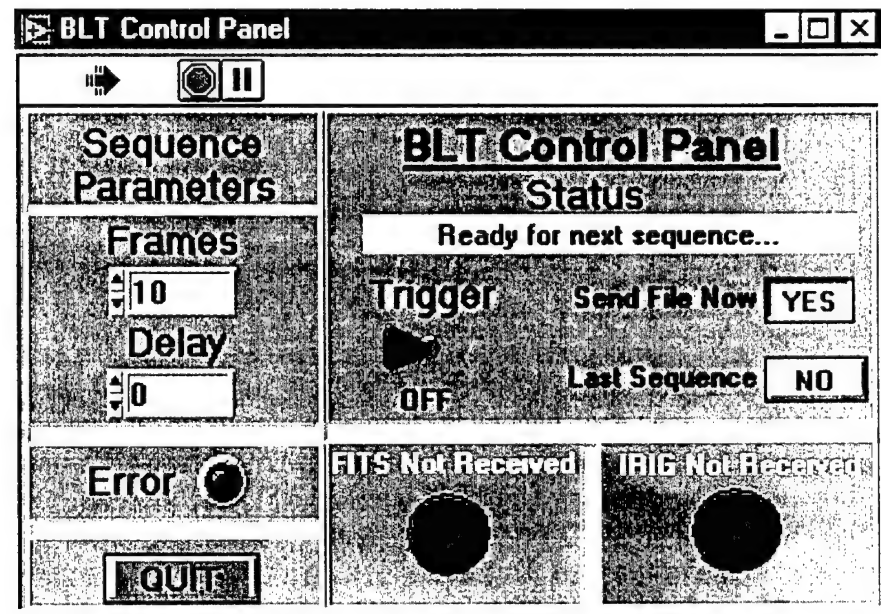 BLT Control Panel
Sequence
Parameters
Frames
10
Delay
0
Error
QUIT
BLT Control Panel
Status
Ready for next sequence...
Trigger
OFF
Send File Now YES
Last Sequence NO
FITS Not Received
IRIG Not Received